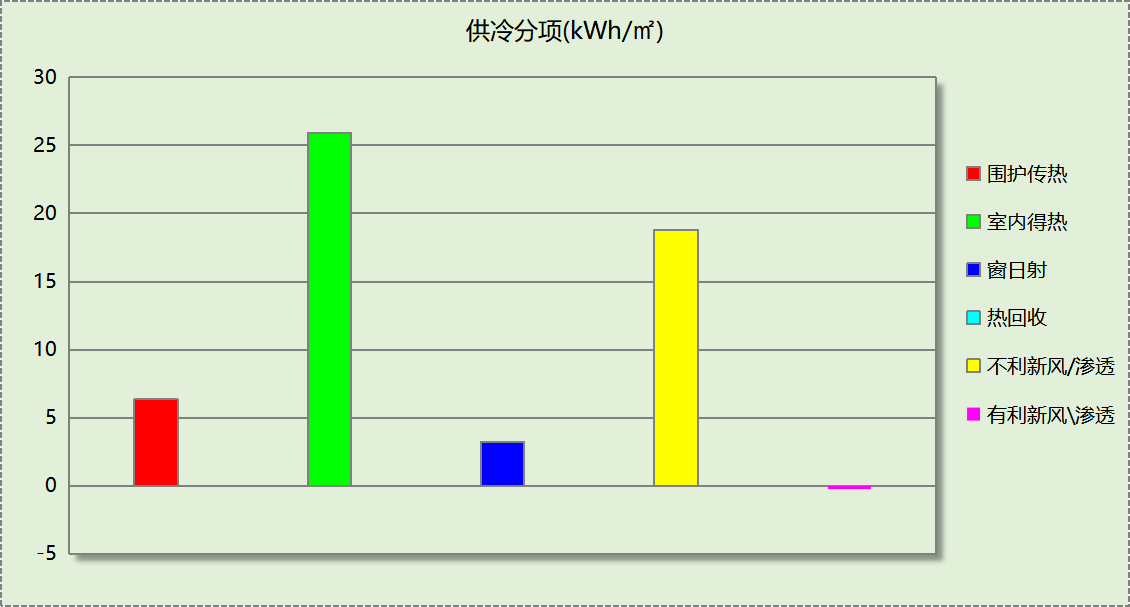 供冷分项(kWh/㎡)
30
25
20
15
10
5
0
-5
围护传热
室内得热
窗日射
热回收
不利新风/渗透
有利新风\渗透